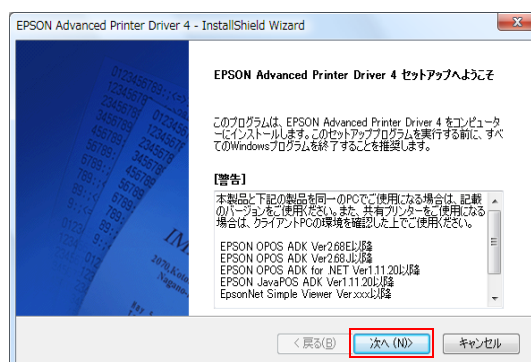 EPSON Advanced Printer Driver 4 - InstallShield Wizard
EPSON Advanced Printer Driver 4 セットアップへようこそ
このプログラムは、EPSON Advanced Printer Driver 4 をコンピュータ
ーにインストールします。このセットアッププログラムを実行する前に、すべ
てのWindowsプログラムを終了することを推奨します。
[警告]
本製品と下記の製品を同一のPCでご使用になる場合は、記載
のバージョンをご使用ください。また、共有プリンターをご使用になる
場合は、クライアントPCの環境を確認した上でご使用ください。
EPSON OPOS ADK Ver2.68E以降
EPSON OPOS ADK Ver2.68J以降
EPSON OPOS ADK for .NET Ver1.11.20以降
EPSON JavaPOS ADK Ver1.11.20以降
EpsonNet Simple Viewer Ver.xxx以降
< 戻る(B)
次へ (N)>
キャンセル